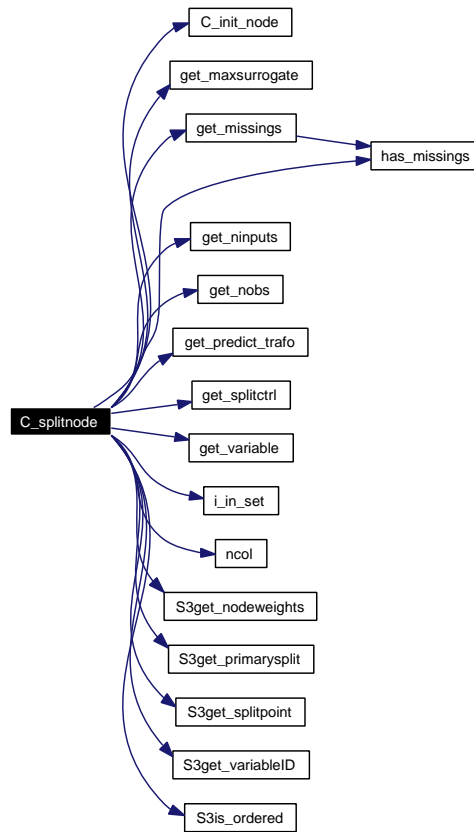 C_init_node
get_maxsurrogate
get_missings
has_missings
get_ninputs
get_nobs
get_predict_trafo
get_splitctrl
C_splitnode
get_variable
i_in_set
ncol
S3get_nodeweights
S3get_primarysplit
S3get_splitpoint
S3get_variableID
S3is_ordered